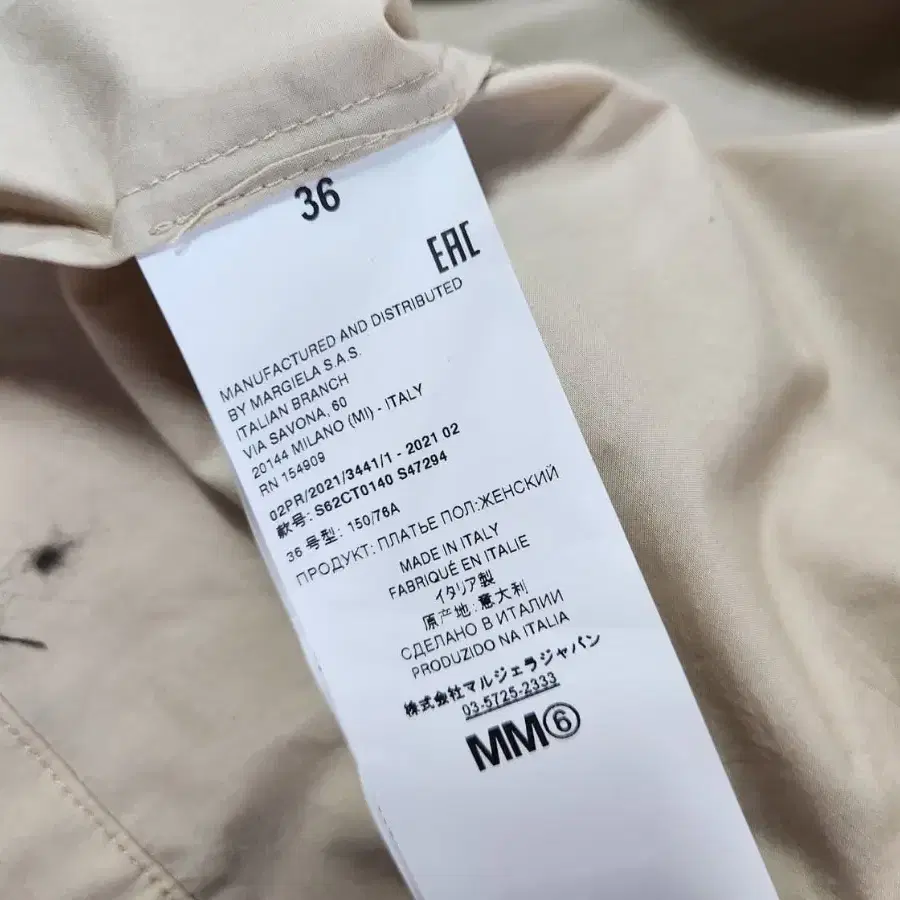 36
EAC
MANUFACTURED AND DISTRIBUTED
BY MARGIELA S.A.S.
ITALIAN BRANCH
VIA SAVONA, 60
20144 MILANO (MI) - ITALY
RN 154909
02PR/2021/3441/1 - 2021 02
款号: S62CT0140 S47294
36 号型: 150/76A
ПРОДУКТ: ПЛАТЬЕ ПОЛ:ЖЕНСКИЙ
MADE IN ITALY
FABRIQUÉ EN ITALIE
イタリア製
原产地: 意大利
СДЕЛАНО В ИТАЛИИ
PRODUZIDO NA ITALIA
株式会社マルジェラジャパン
03-5725-2333
MM⑥